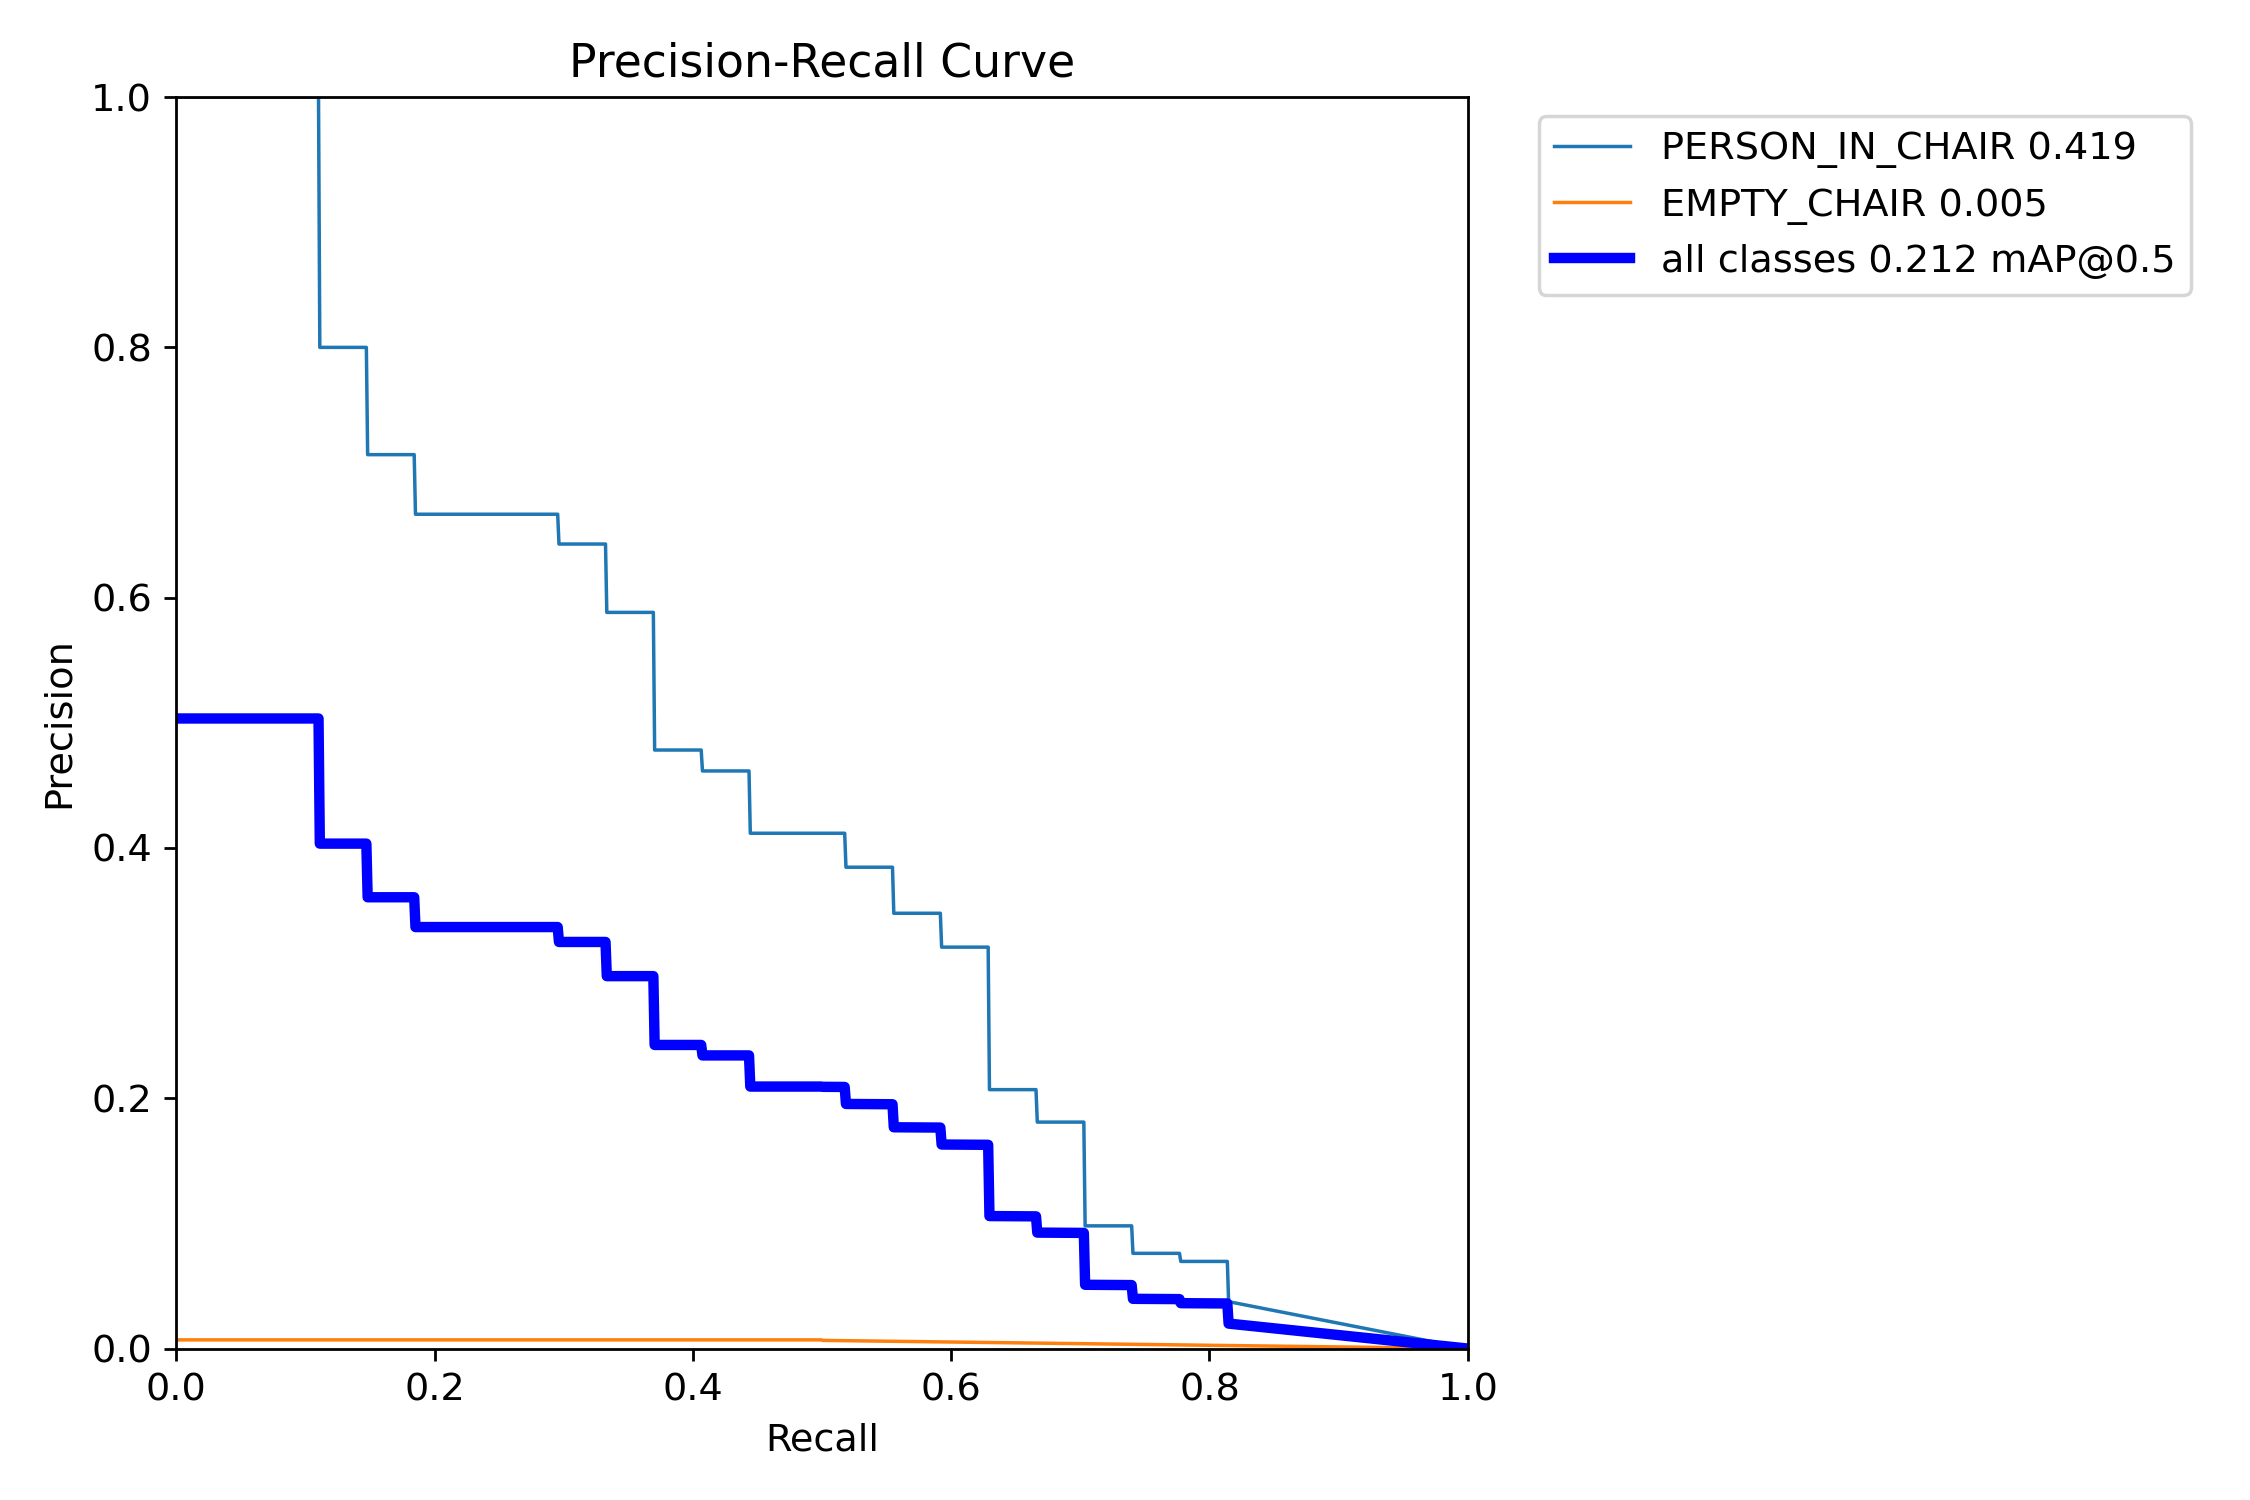 Precision-Recall Curve
PERSON_IN_CHAIR 0.419
EMPTY_CHAIR 0.005
all classes 0.212 mAP@0.5
Precision
1.0
0.8
0.6
0.4
0.2
0.0
0.0 0.2 0.4 0.6 0.8 1.0
Recall